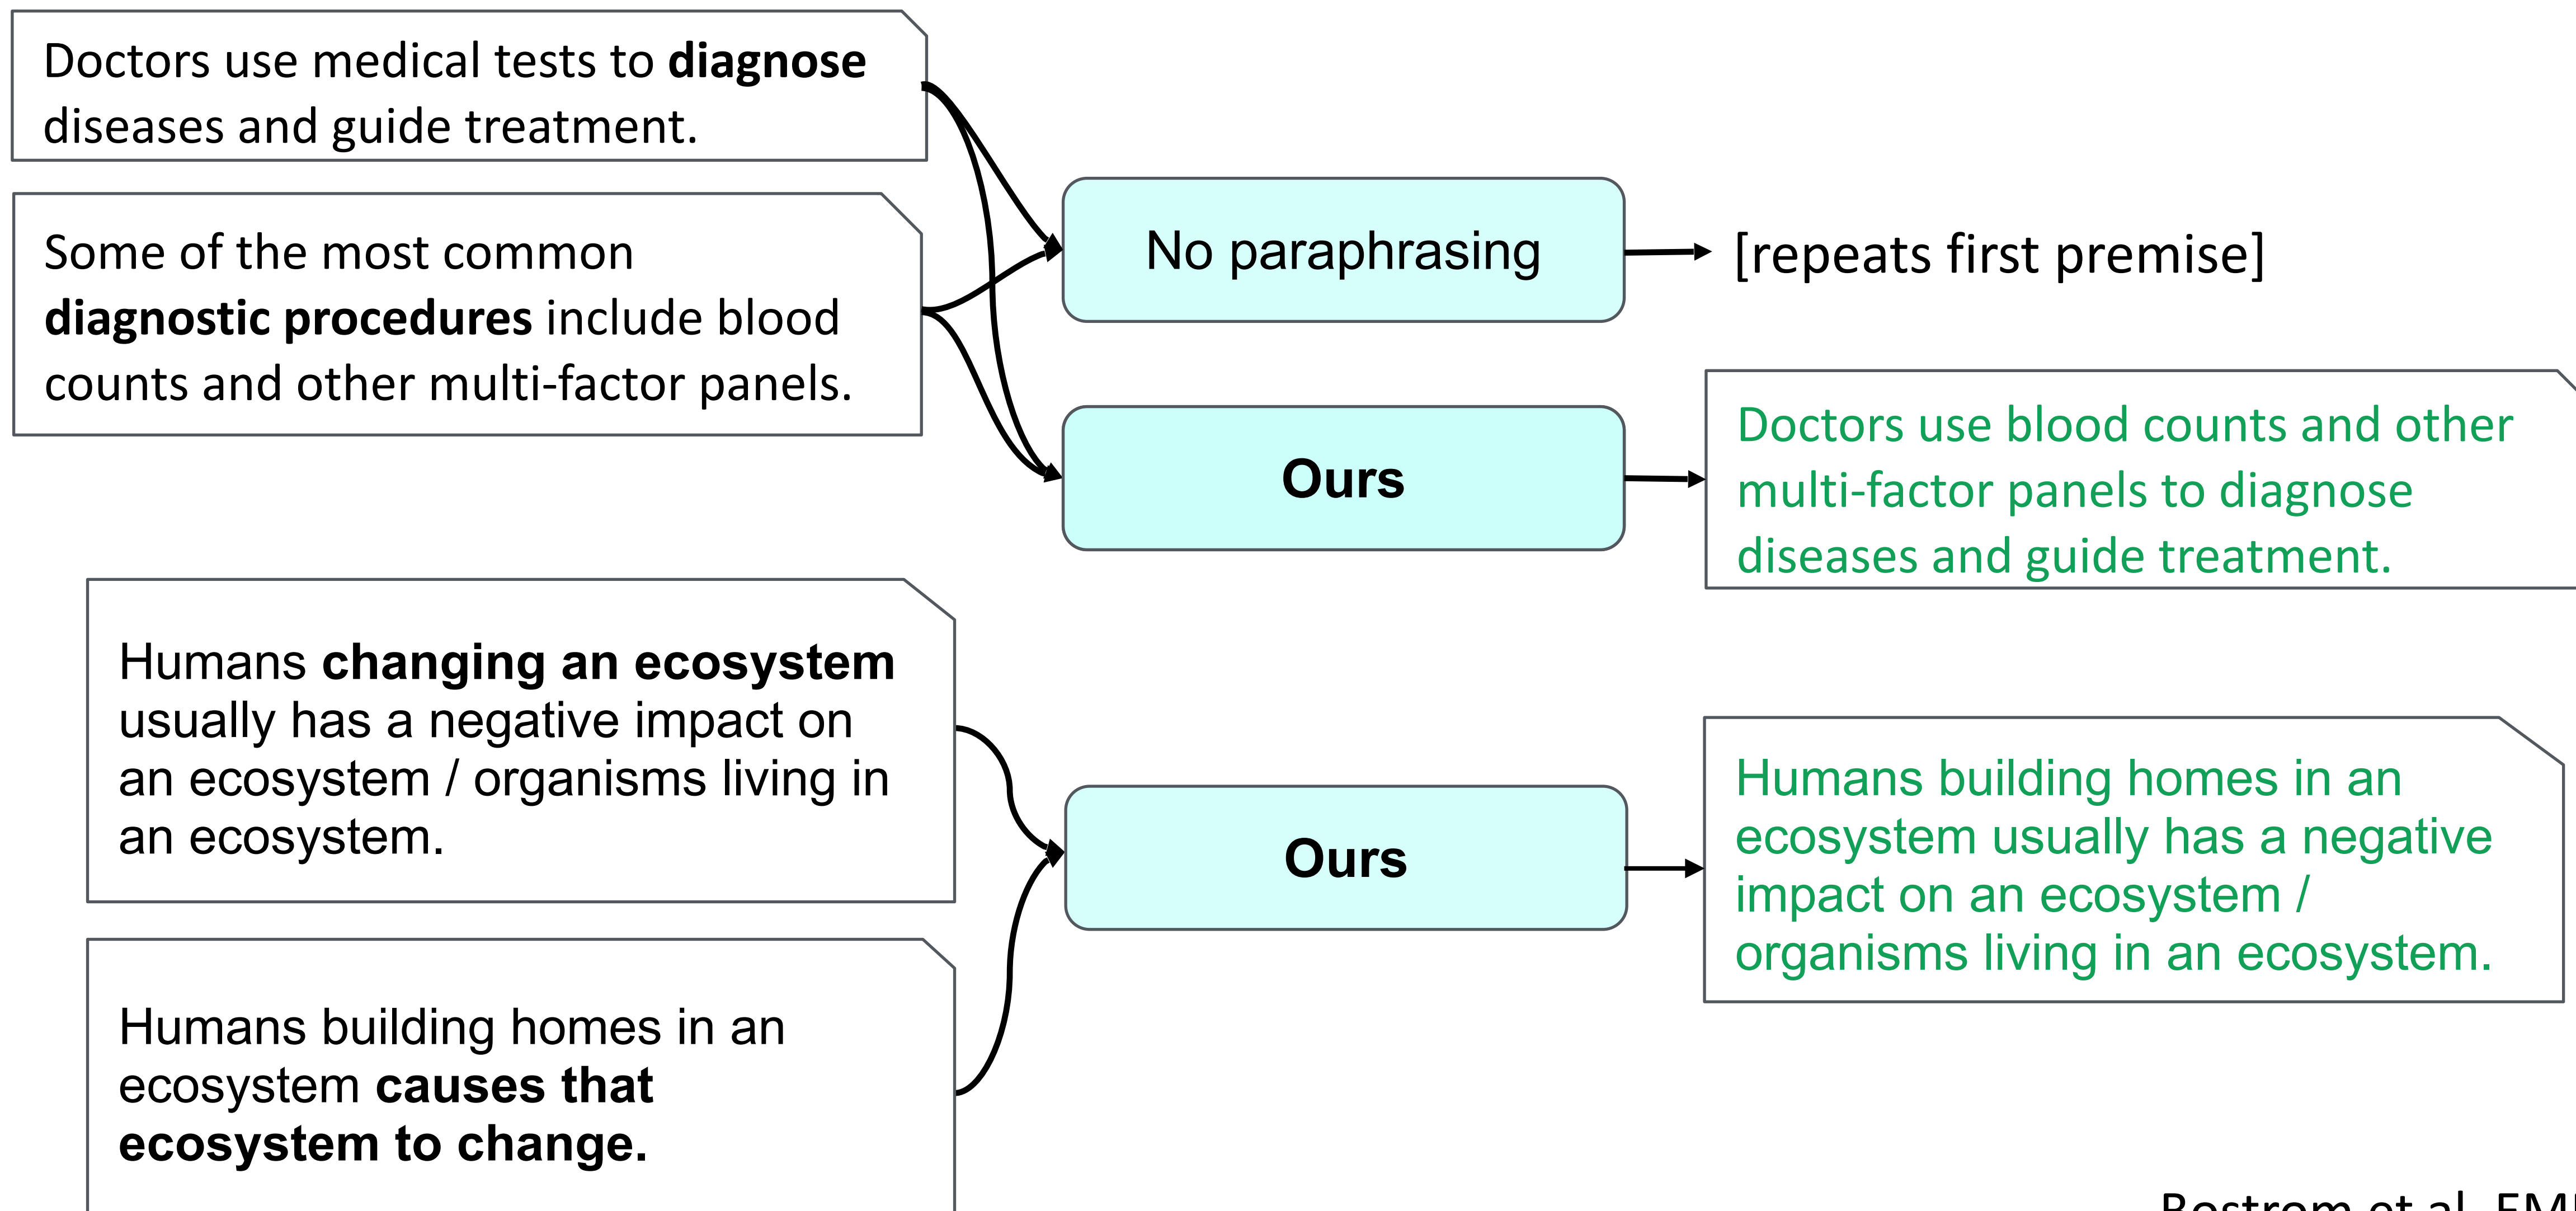 Doctors use medical tests to diagnose
diseases and guide treatment.
Some of the most common
diagnostic procedures include blood
counts and other multi-factor panels.
No paraphrasing
[repeats first premise]
Ours
Doctors use blood counts and other
multi-factor panels to diagnose
diseases and guide treatment.
Humans changing an ecosystem
usually has a negative impact on
an ecosystem / organisms living in
an ecosystem.
Humans building homes in an
ecosystem causes that
ecosystem to change.
Ours
Humans building homes in an
ecosystem usually has a negative
impact on an ecosystem /
organisms living in an ecosystem.
Bostrom et al.